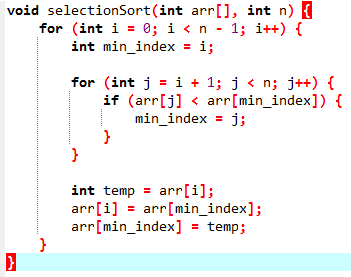 void selectionSort(int arr[], int n) {
    for (int i = 0; i < n - 1; i++) {
        int min_index = i;

        for (int j = i + 1; j < n; j++) {
            if (arr[j] < arr[min_index]) {
                min_index = j;
            }
        }

        int temp = arr[i];
        arr[i] = arr[min_index];
        arr[min_index] = temp;
    }
}